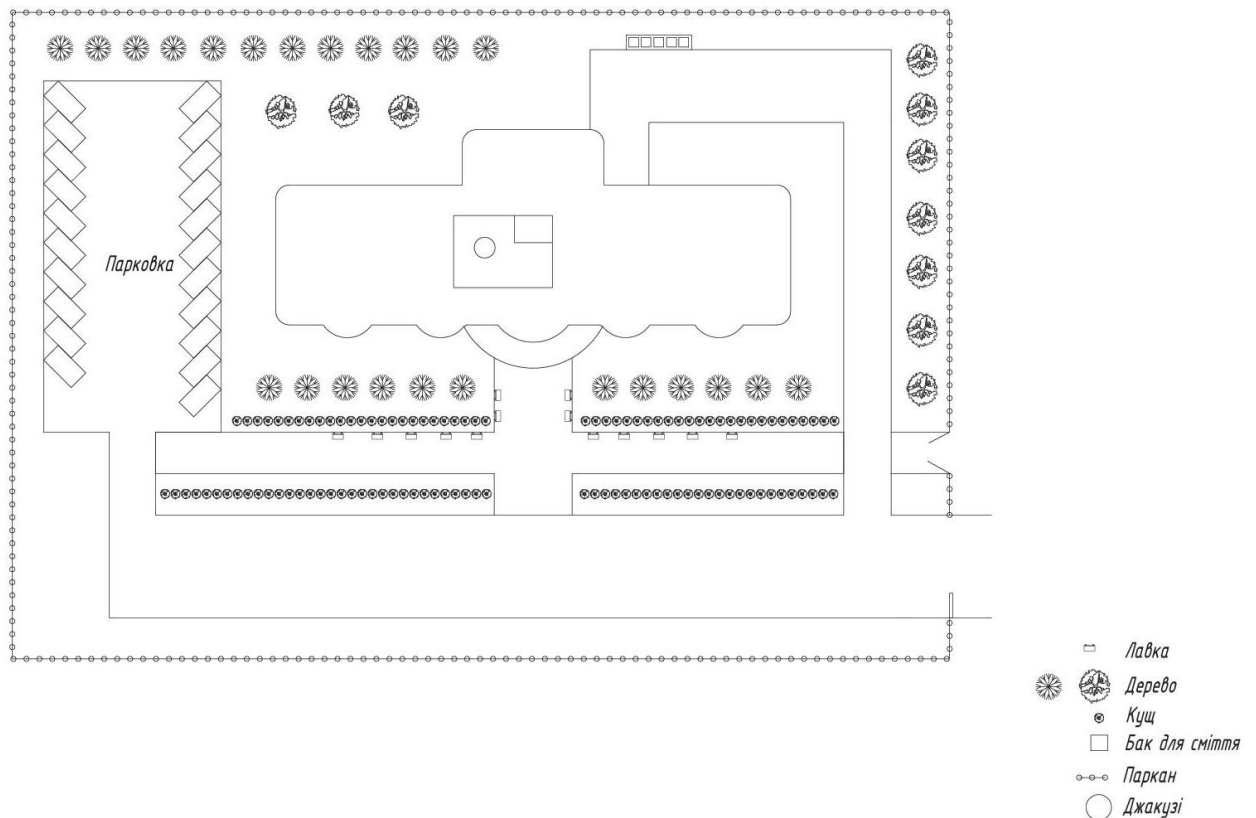 Парковка
Лавка
Дерево
Кущ
Бак для сміття
Паркан
Джакузі